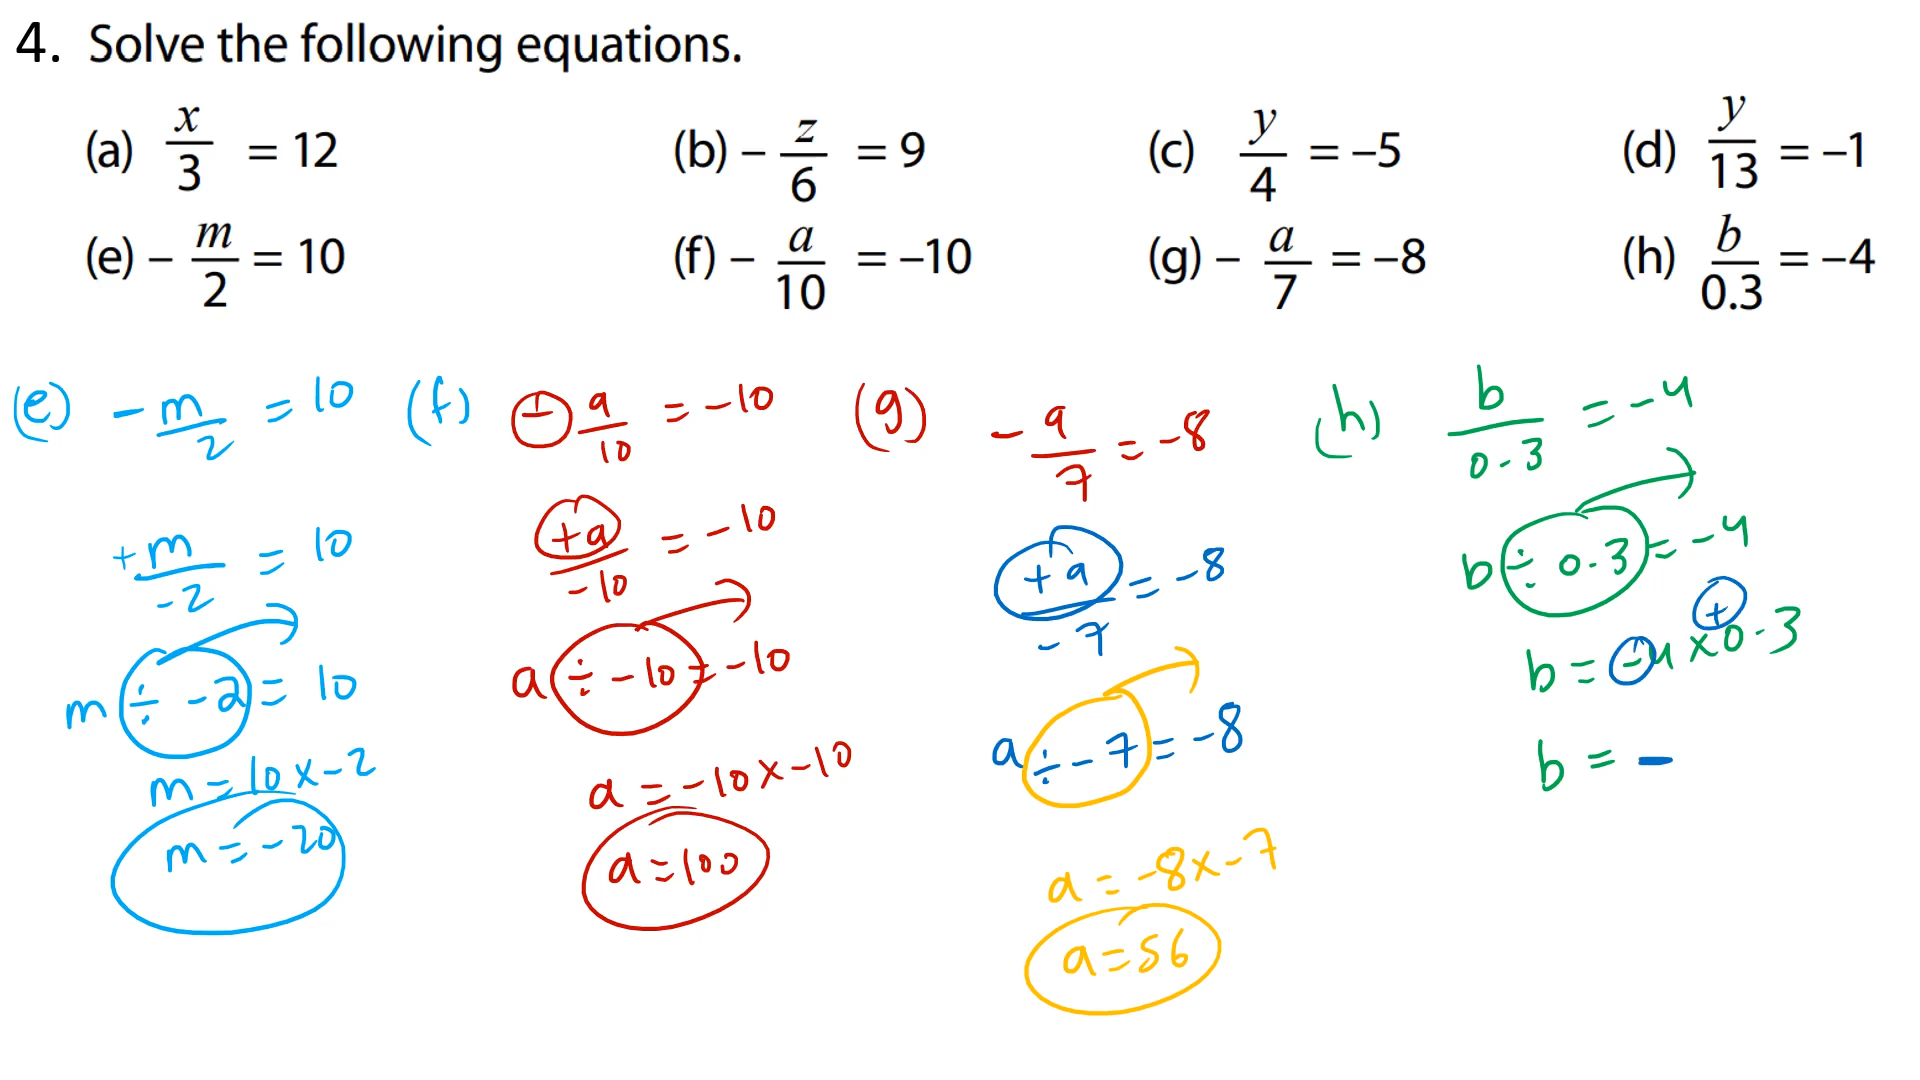 4. Solve the following equations.
(a) x/3 = 12 (b) – z/6 = 9 (c) y/4 = –5 (d) y/13 = –1
(e) – m/2 = 10 (f) – a/10 = –10 (g) – a/7 = –8 (h) b/0.3 = –4
(e) -m/2 = 10
+m/-2 = 10
m ÷ -2 = 10
m = 10 x -2
m = -20
(f) - a/10 = -10
+a/-10 = -10
a ÷ -10 = -10
a = -10 x -10
a = 100
(g) - a/7 = -8
+a/-7 = -8
a ÷ -7 = -8
a = -8 x -7
a = 56
(h) b/0.3 = -4
b ÷ 0.3 = -4
+
b = -4 x 0.3
b = -